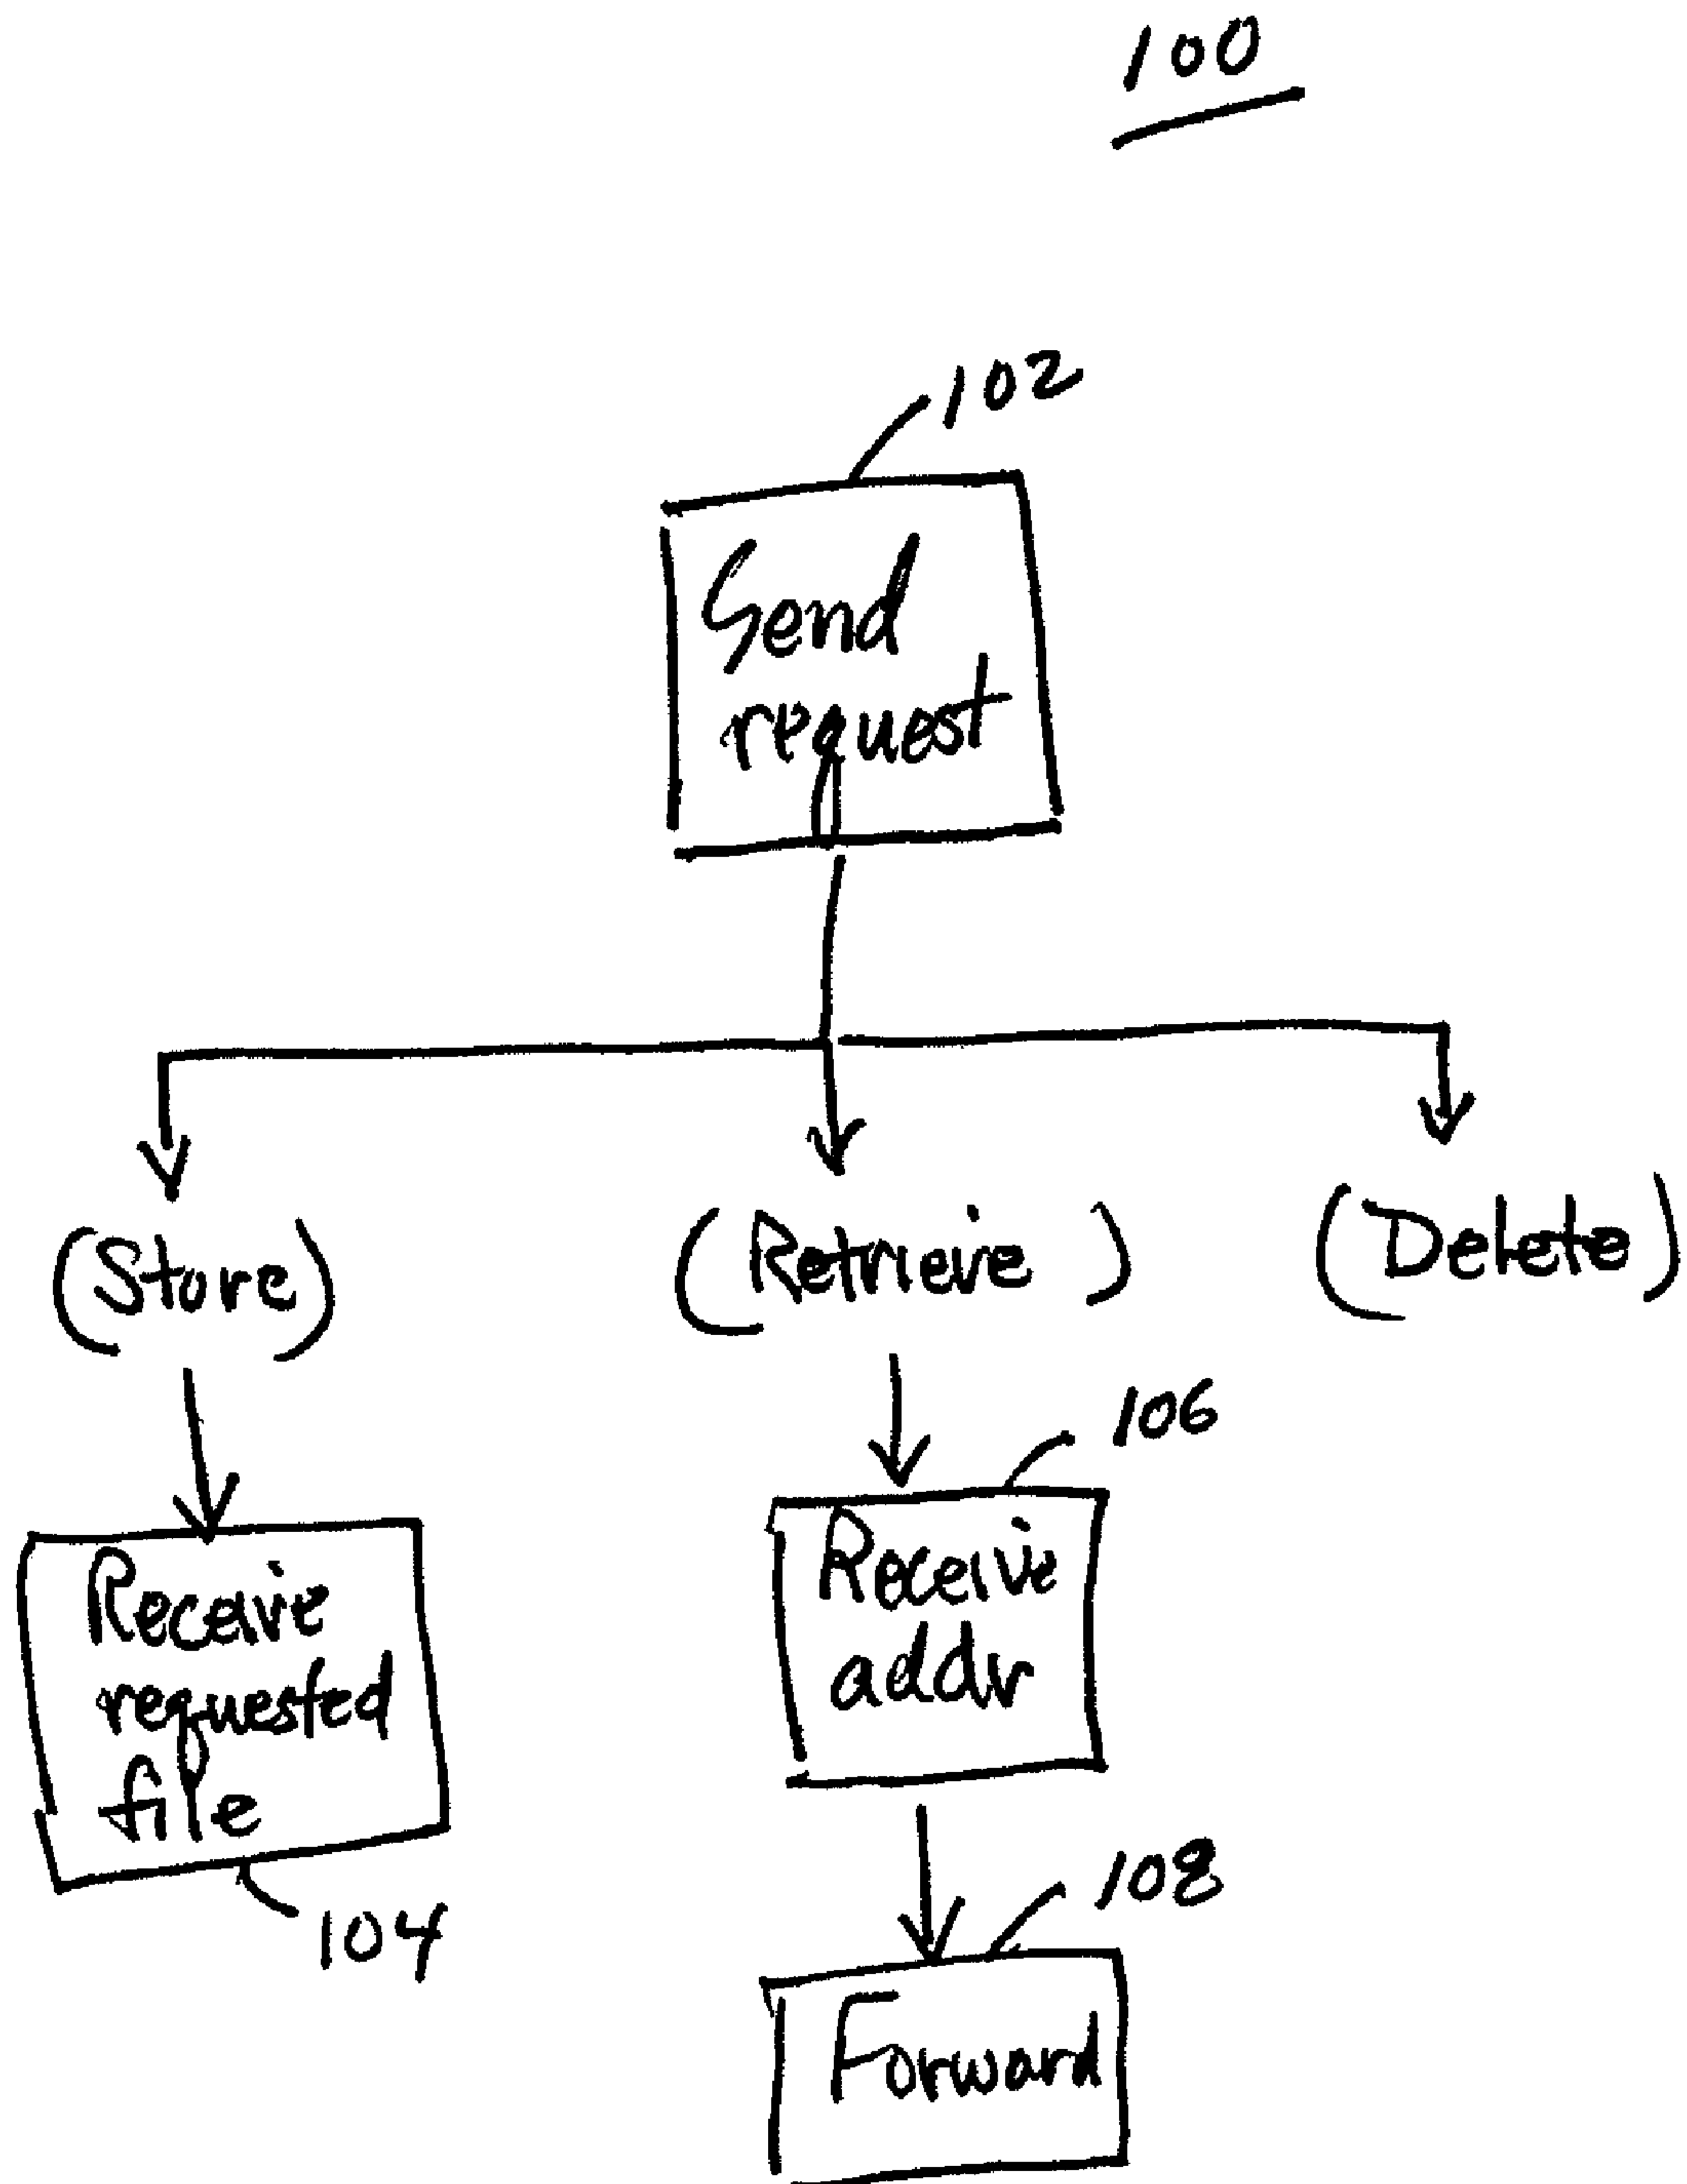 100
102
Send
request
(Store)
(Retrieve)
(Delete)
106
Receive
requested
file
104
Receive
addr
108
Forward